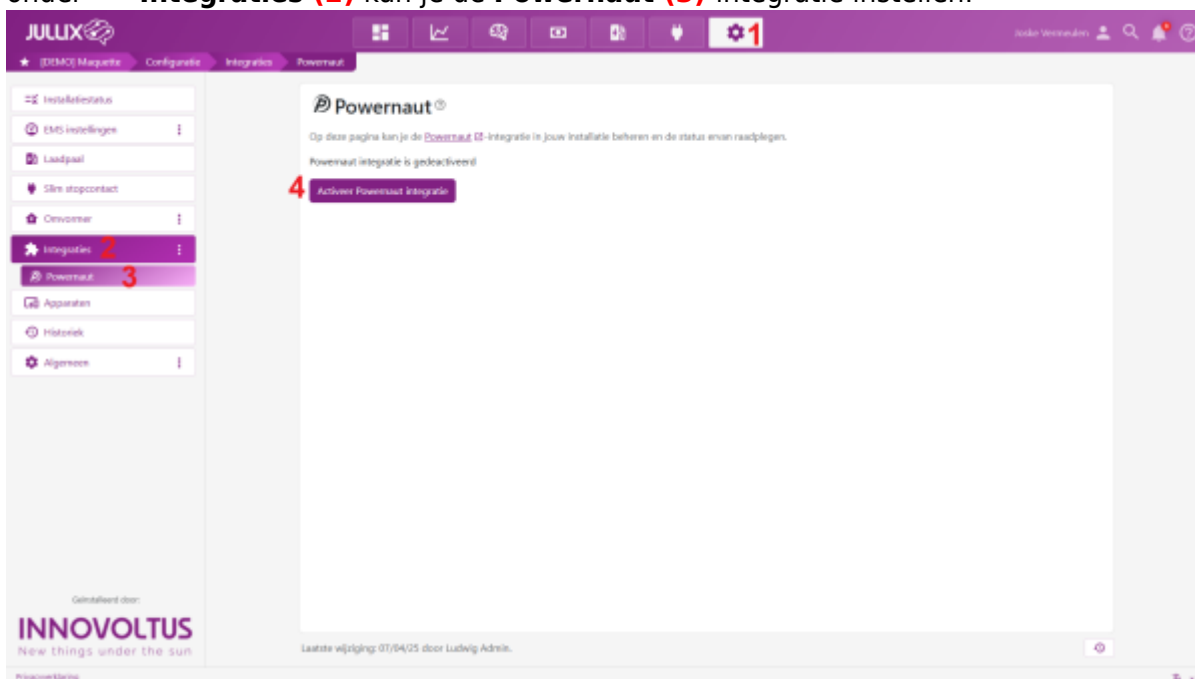 onder Integraties (2) kan je de Powernaut (3) integratie instellen.
JULLUX
1
Joske Vermeulen
[DEMO] Maquette Configuratie Integraties Powernaut
Installatiestatus
EMS instellingen
Laadpaal
Slim stopcontact
Omvormer
Integraties 2
Powernaut 3
Apparaten
Historiek
Algemeen
Powernaut
Op deze pagina kan je de Powernaut-integratie in jouw installatie beheren en de status ervan raadplegen.
Powernaut integratie is gedeactiveerd
4 Activeer Powernaut integratie
Geïnstalleerd door:
INNOVOLTUS
New things under the sun
Laatste wijziging: 07/04/25 door Ludwig Admin.
Privacyverklaring